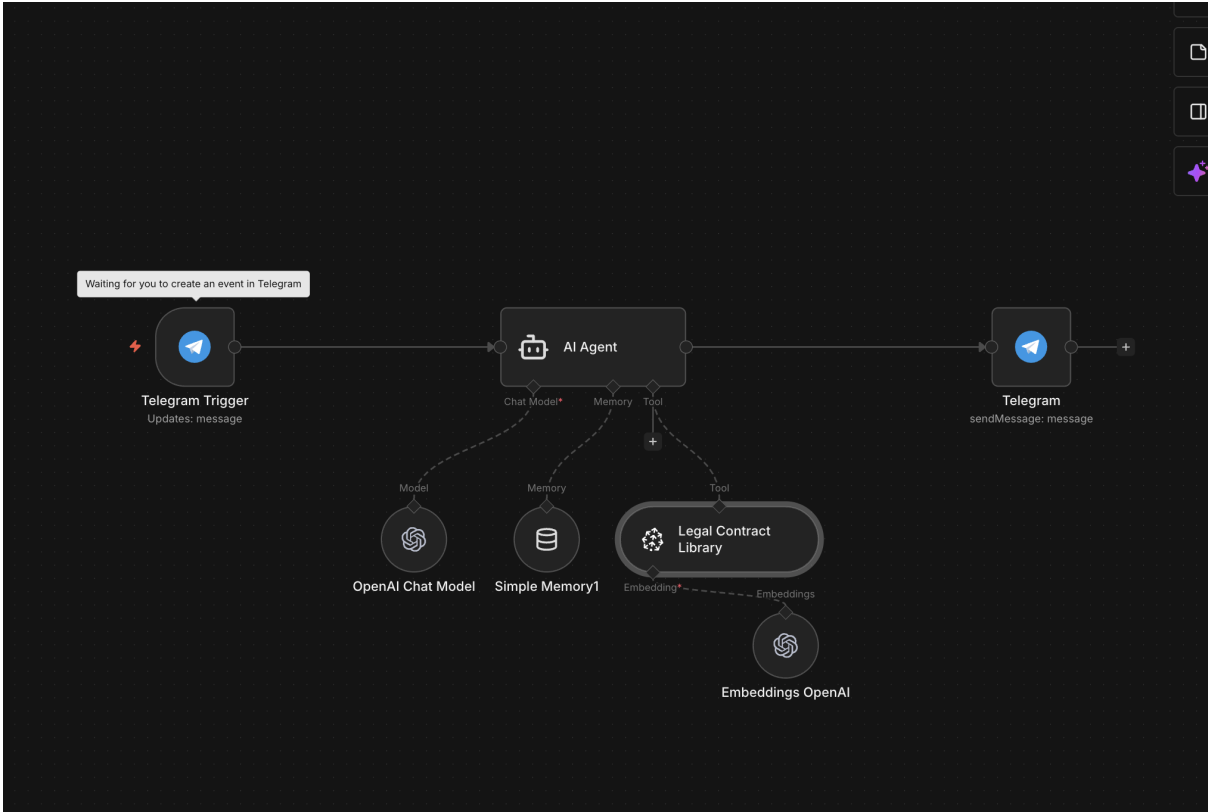 Waiting for you to create an event in Telegram
AI Agent
Telegram Trigger
Updates: message
Chat Model*
Memory
Tool
Telegram
sendMessage: message
+
+
Model
Memory
Tool
Legal Contract
Library
OpenAI Chat Model
Simple Memory1
Embedding*
Embeddings
Embeddings OpenAI